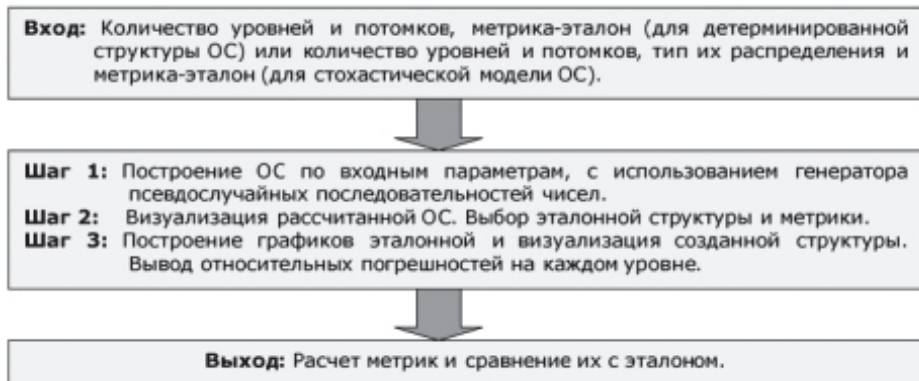 Вход: Количество уровней и потомков, метрика-эталон (для детерминированной
структуры ОС) или количество уровней и потомков, тип их распределения и
метрика-эталон (для стохастической модели ОС).
Шаг 1: Построение ОС по входным параметрам, с использованием генератора
псевдослучайных последовательностей чисел.
Шаг 2: Визуализация рассчитанной ОС. Выбор эталонной структуры и метрики.
Шаг 3: Построение графиков эталонной и визуализация созданной структуры.
Вывод относительных погрешностей на каждом уровне.
Выход: Расчет метрик и сравнение их с эталоном.